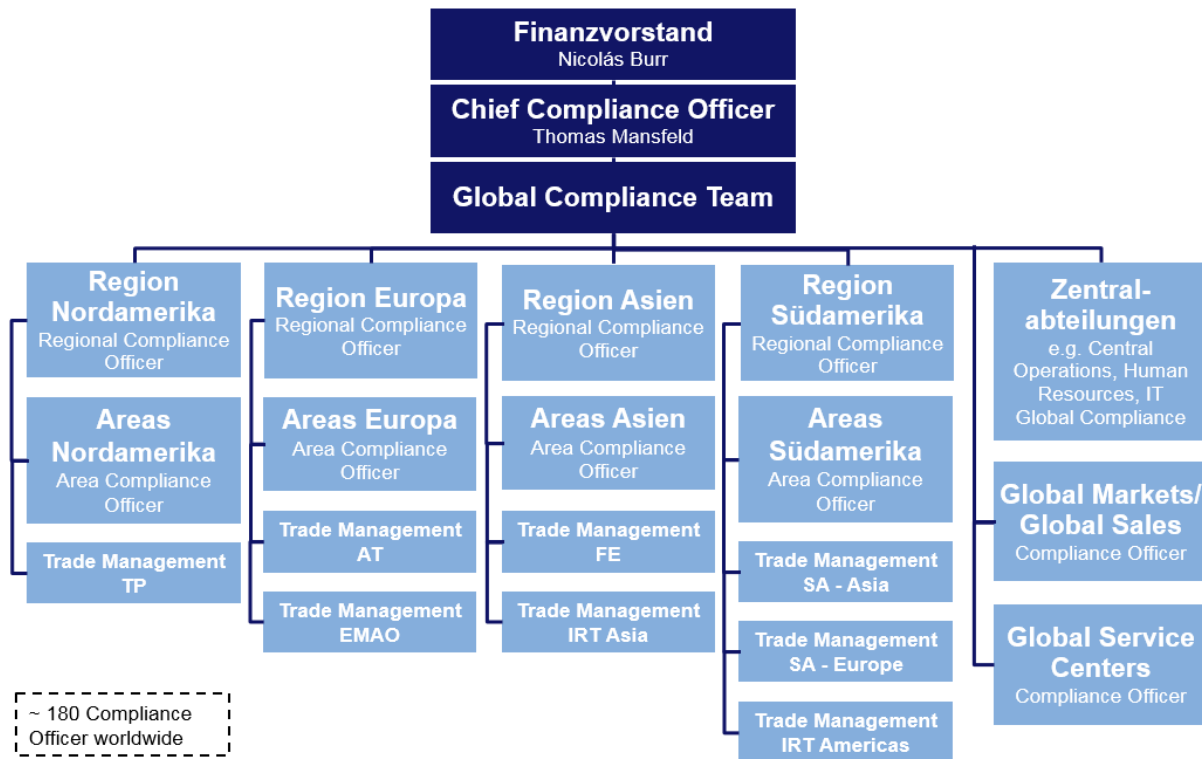 Finanzvorstand
Nicolás Burr
Chief Compliance Officer
Thomas Mansfeld
Global Compliance Team
Region
Nordamerika
Regional Compliance
Officer
Areas
Nordamerika
Area Compliance
Officer
Trade Management
TP
Region Europa
Regional Compliance
Officer
Areas Europa
Area Compliance
Officer
Trade Management
AT
Trade Management
EMAO
Region Asien
Regional Compliance
Officer
Areas Asien
Area Compliance
Officer
Trade Management
FE
Trade Management
IRT Asia
Region
Südamerika
Regional Compliance
Officer
Areas
Südamerika
Area Compliance
Officer
Trade Management
SA - Asia
Trade Management
SA - Europe
Trade Management
IRT Americas
Zentral-
abteilungen
e.g. Central
Operations, Human
Resources, IT
Global Compliance
Global Markets/
Global Sales
Compliance Officer
Global Service
Centers
Compliance Officer
~ 180 Compliance
Officer worldwide